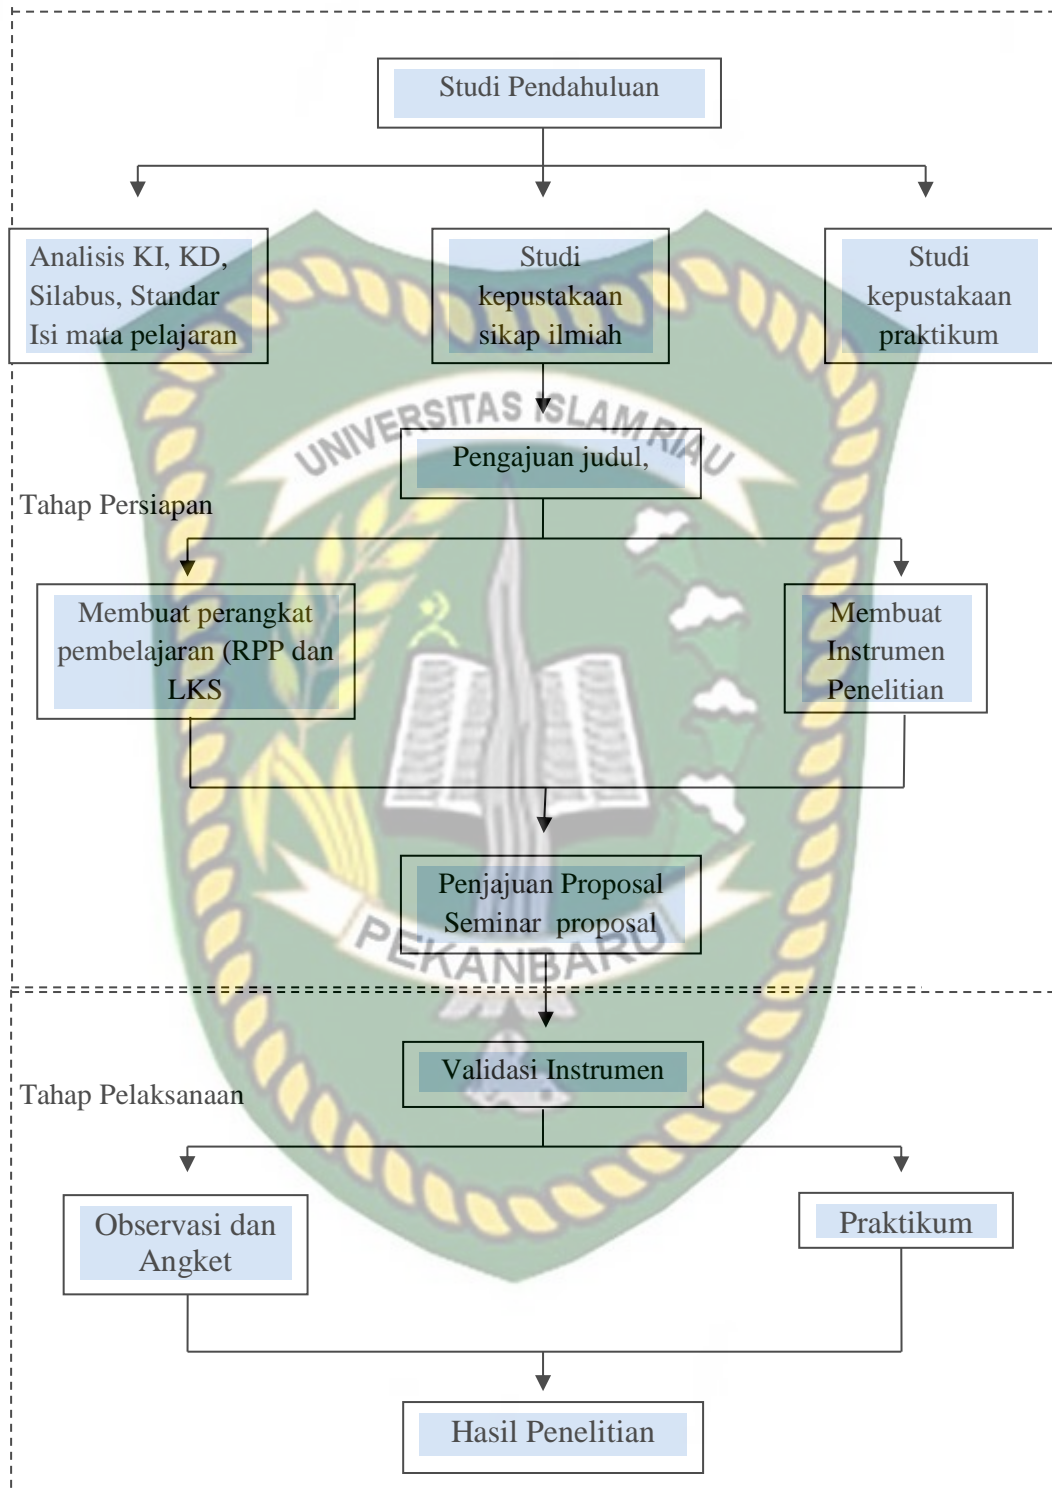 Studi Pendahuluan
Analisis KI, KD,
Silabus, Standar
Isi mata pelajaran
Studi
kepustakaan
sikap ilmiah
Studi
kepustakaan
praktikum
UNIVERSITAS ISLAM RIAU
Pengajuan judul,
Tahap Persiapan
Membuat perangkat
pembelajaran (RPP dan
LKS
Membuat
Instrumen
Penelitian
Penjajuan Proposal
Seminar proposal
PEKANBARU
Validasi Instrumen
Tahap Pelaksanaan
Observasi dan
Angket
Praktikum
Hasil Penelitian